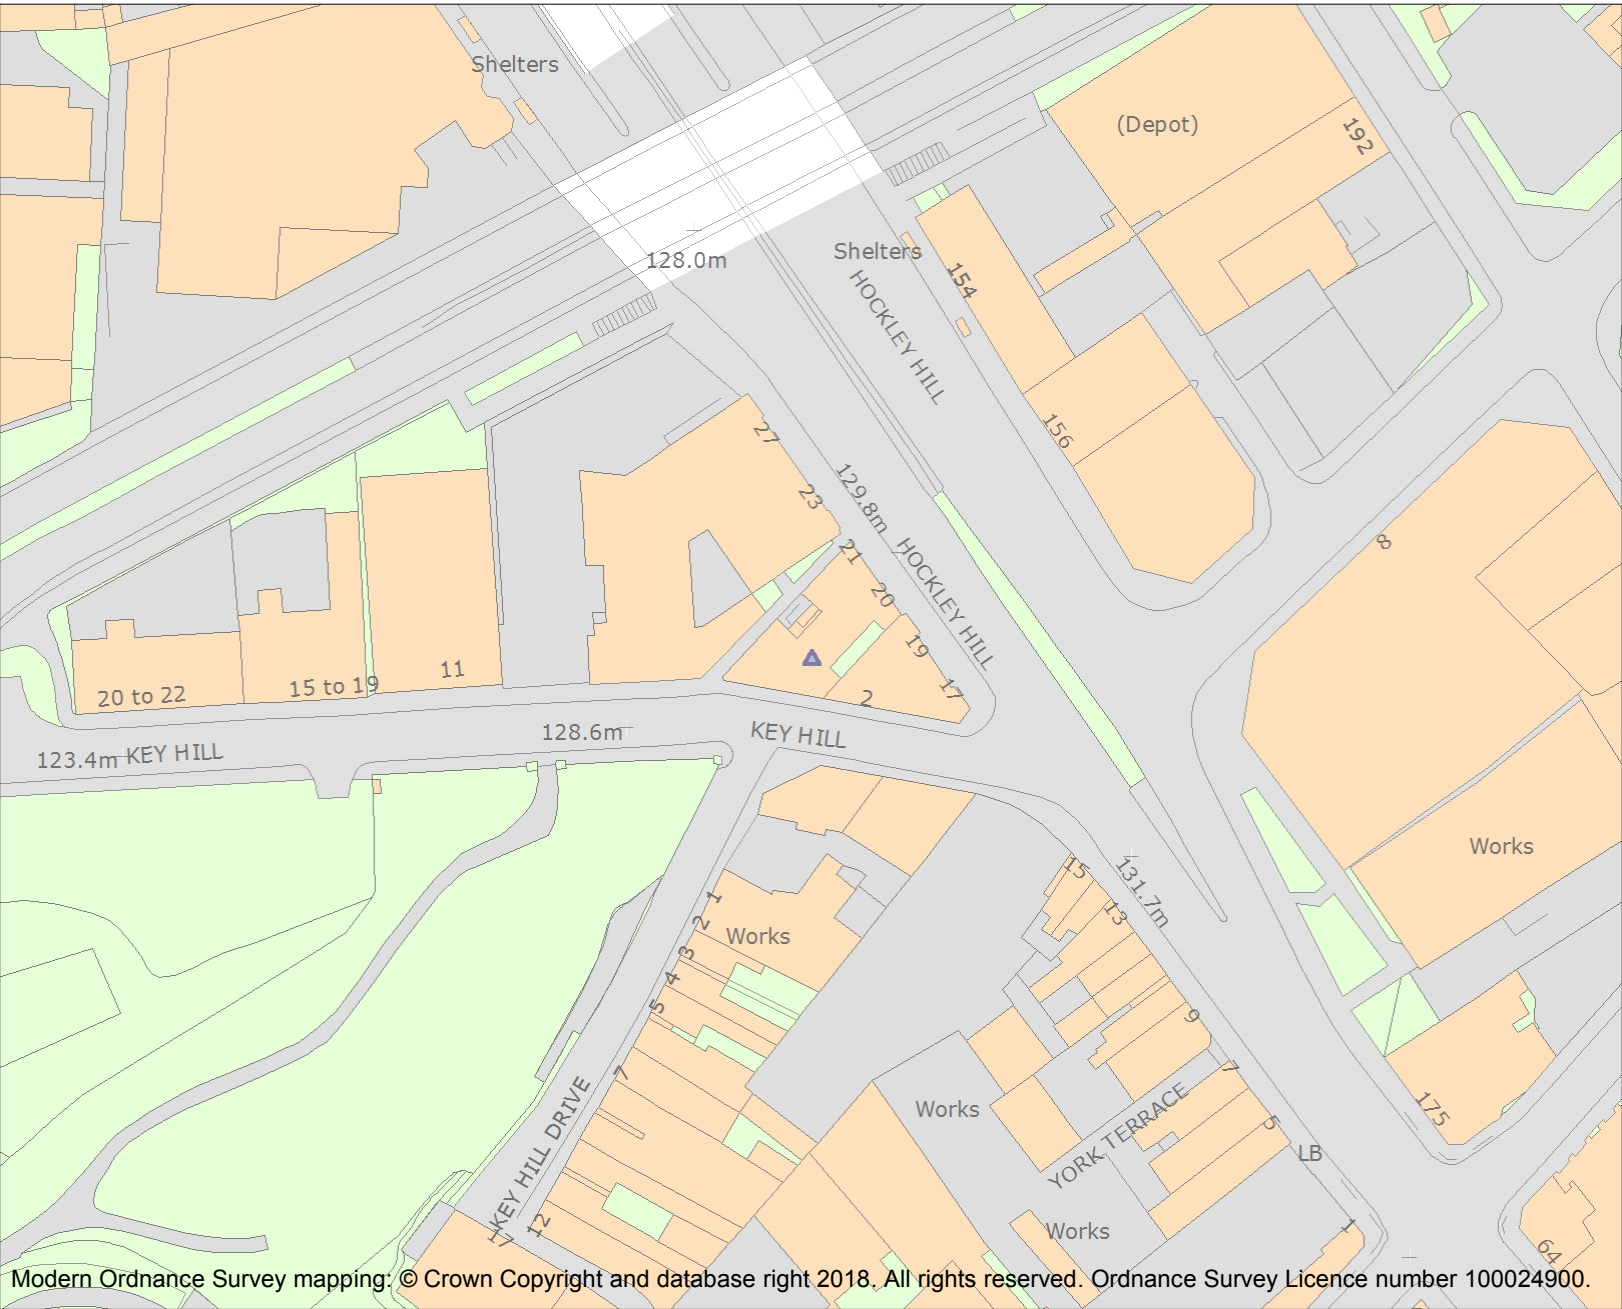 Shelters
(Depot)
192
128.0m
Shelters
154
HOCKLEY HILL
156
27
23
129.8m
HOCKLEY HILL
21
20
19
17
8
11
15 to 19
20 to 22
2
128.6m
KEY HILL
123.4m
KEY HILL
Works
15
131.7m
13
1
2
Works
3
4
5
9
7
7
Works
YORK TERRACE
5
175
LB
KEY HILL DRIVE
12
17
Works
1
64
Modern Ordnance Survey mapping: © Crown Copyright and database right 2018. All rights reserved. Ordnance Survey Licence number 100024900.